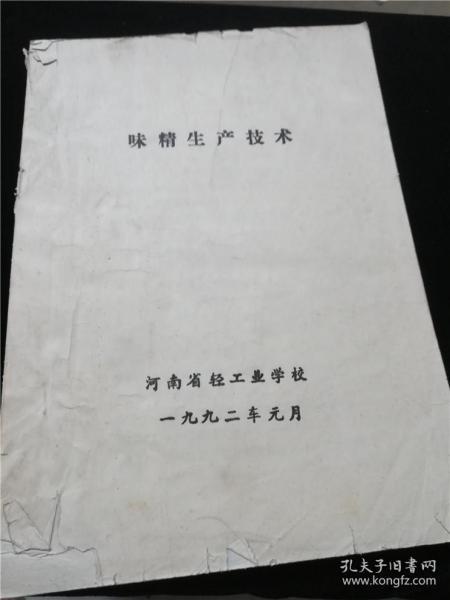 味精生产技术
河南省轻工业学校
一九九二年元月
孔夫子旧书网
www.kongfz.com